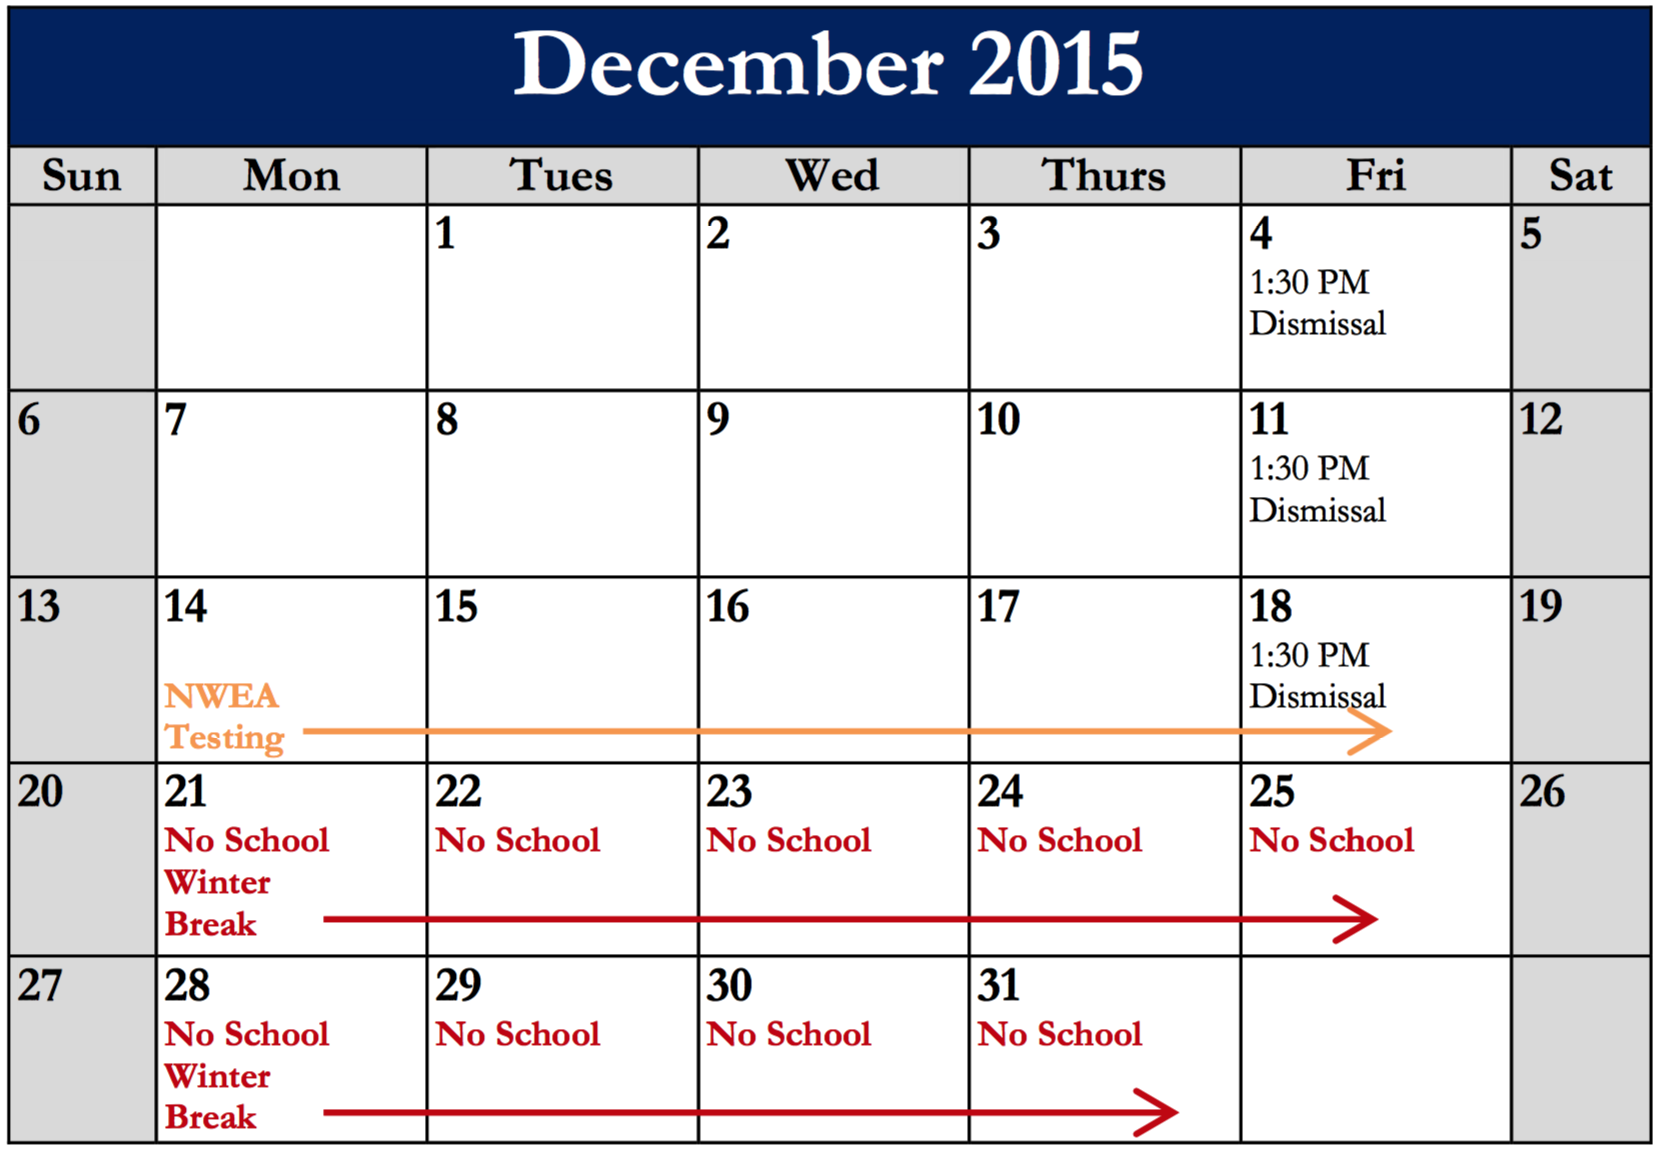 December 2015
Sun Mon Tues Wed Thurs Fri Sat
1 2 3 4 5
1:30 PM
Dismissal
6 7 8 9 10 11 12
1:30 PM
Dismissal
13 14 15 16 17 18 19
1:30 PM
NWEA Dismissal
Testing
20 21 22 23 24 25 26
No School No School No School No School No School
Winter
Break
27 28 29 30 31
No School No School No School No School
Winter
Break